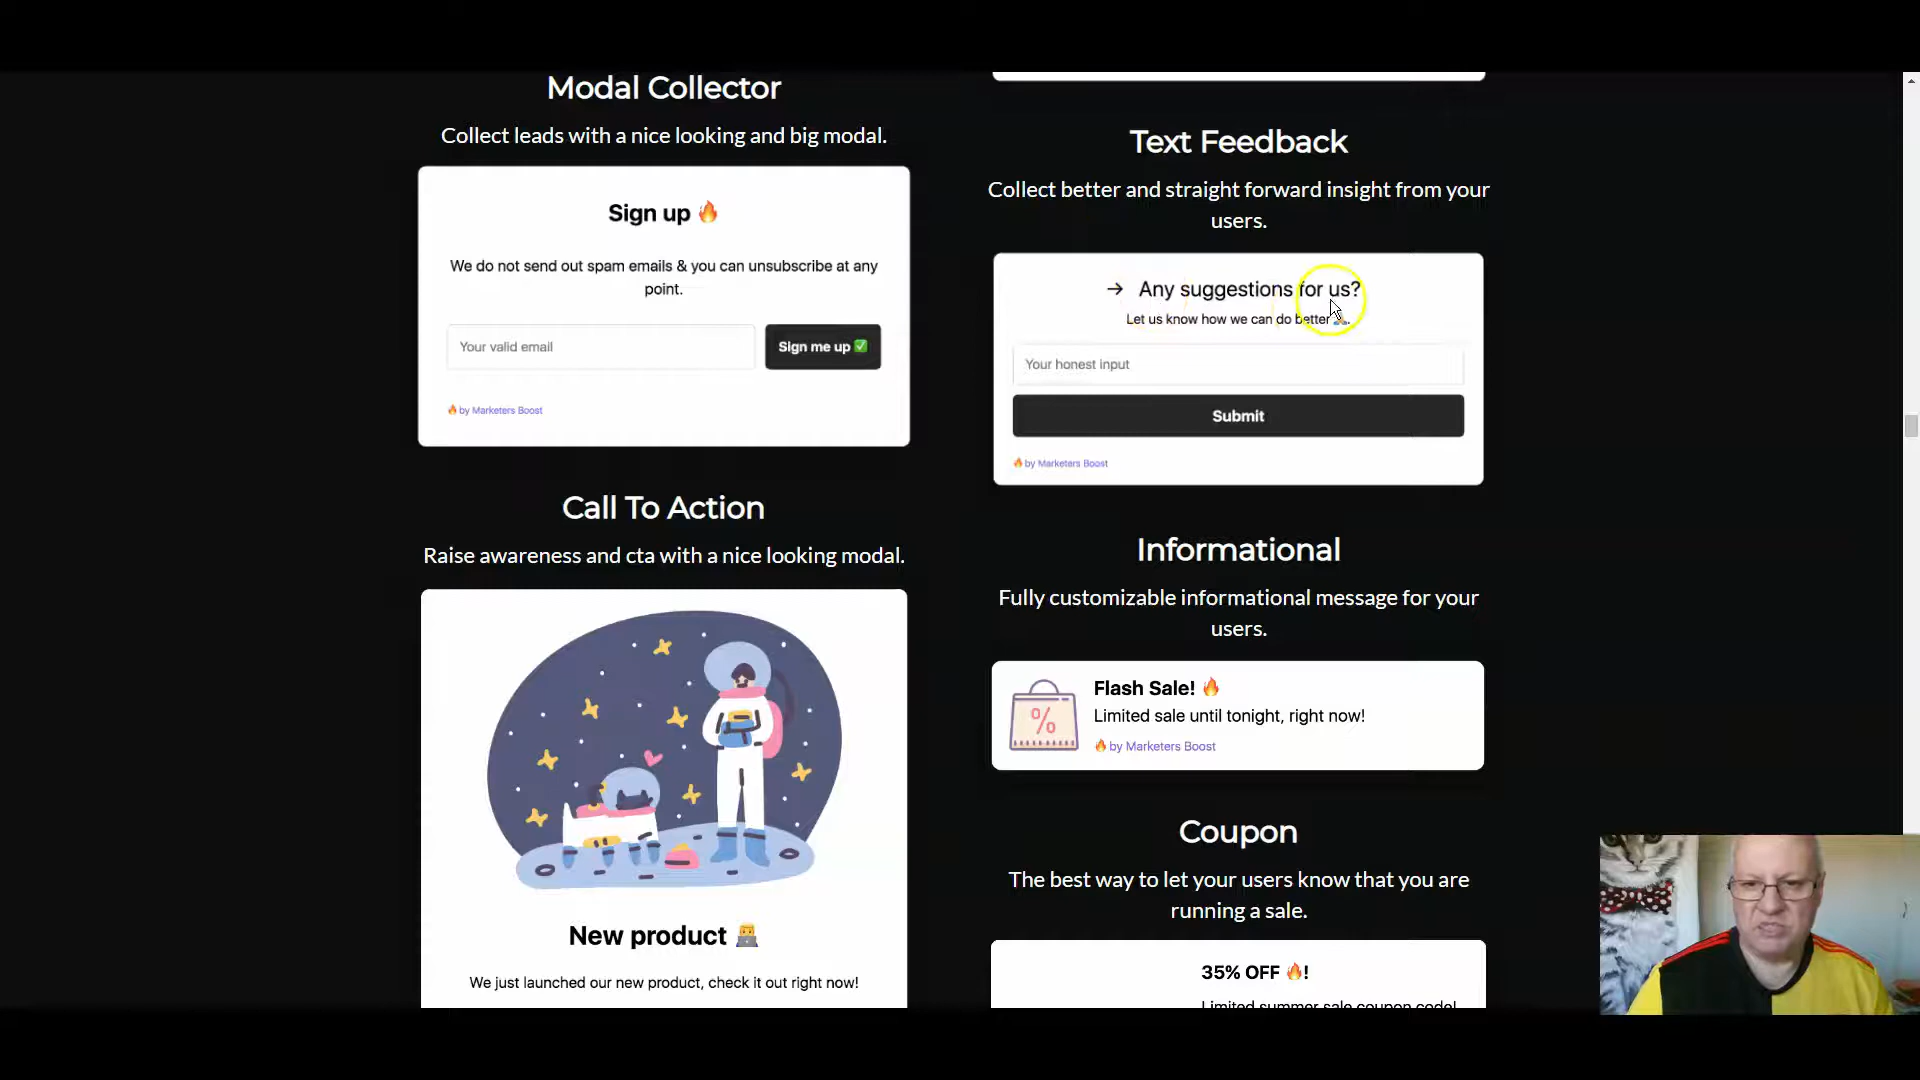 Modal Collector
Collect leads with a nice looking and big modal.
Sign up 🔥
We do not send out spam emails & you can unsubscribe at any
point.
Your valid email
Sign me up ✅
🔥 by Marketers Boost
Call To Action
Raise awareness and cta with a nice looking modal.
New product 👨‍💻
We just launched our new product, check it out right now!
Text Feedback
Collect better and straight forward insight from your
users.
→ Any suggestions for us?
Let us know how we can do better
Your honest input
Submit
🔥 by Marketers Boost
Informational
Fully customizable informational message for your
users.
%
Flash Sale! 🔥
Limited sale until tonight, right now!
🔥 by Marketers Boost
Coupon
The best way to let your users know that you are
running a sale.
35% OFF 🔥!
Limited summer sale coupon code!